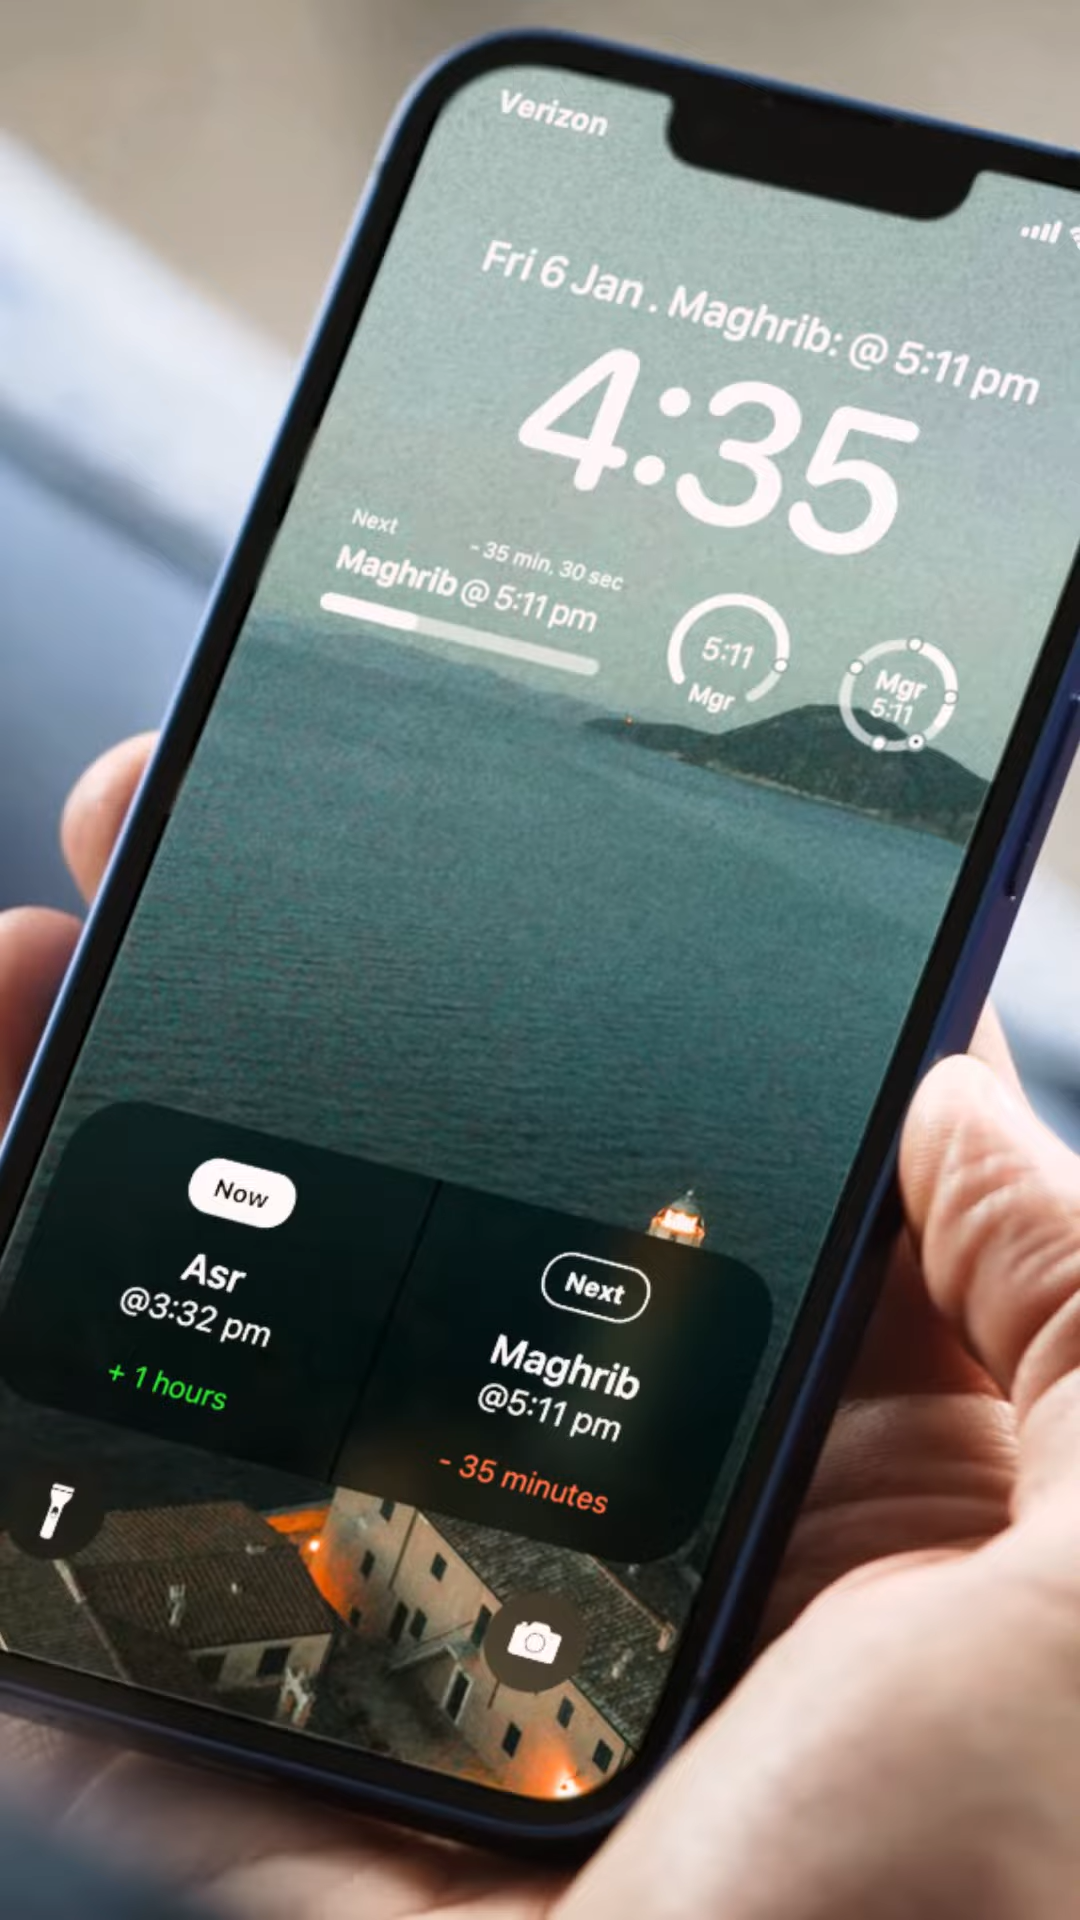 Verizon
Fri 6 Jan . Maghrib: @ 5:11 pm
4:35
Next
- 35 min, 30 sec
Maghrib @ 5:11 pm
5:11
Mgr
Mgr
5:11
Now
Asr
@3:32 pm
+ 1 hours
Next
Maghrib
@5:11 pm
- 35 minutes